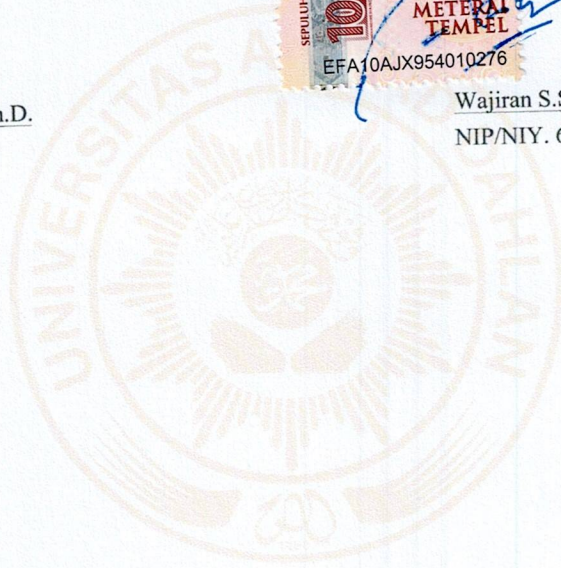 SEPULUH
10
METERAI
TEMPEL
EFA10AJX954010276
.D.
Wajiran S.S
NIP/NIY. 6
UNIVERSITAS AHMAD DAHLAN